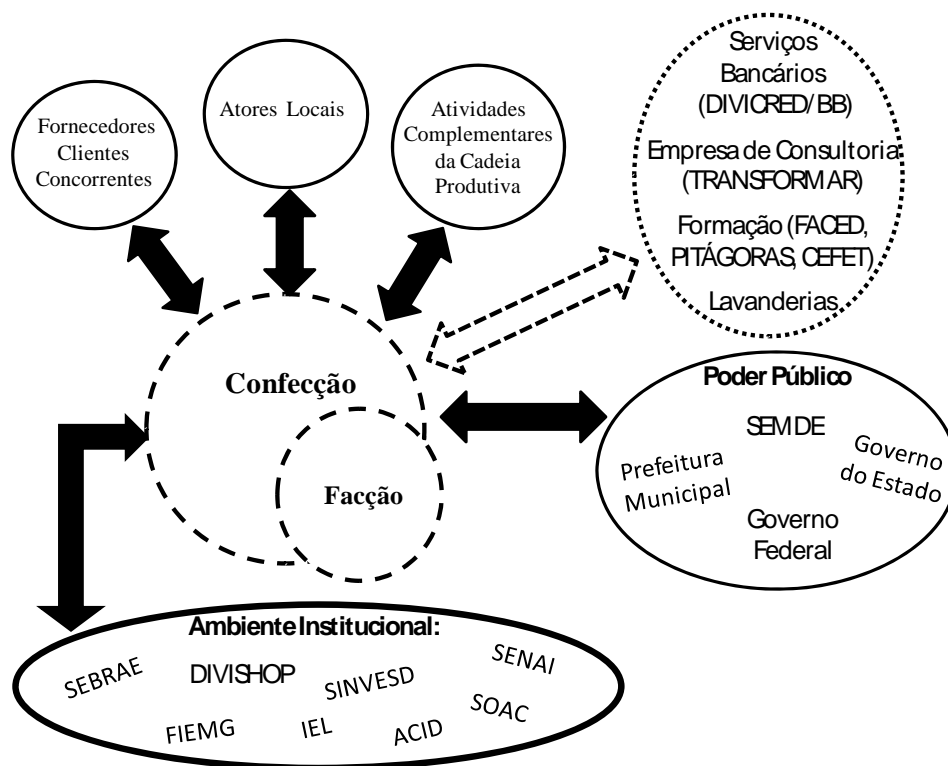 Fornecedores
Clientes
Concorrentes
Atores Locais
Atividades
Complementares
da Cadeia
Produtiva
Serviços
Bancários
(DIVICRED/BB)
Empresa de Consultoria
(TRANSFORMAR)
Formação (FACED,
PITÁGORAS, CEFET)
Lavanderias
Confecção
Facção
Poder Público
SEMDE
Prefeitura
Municipal
Governo
do Estado
Governo
Federal
Ambiente Institucional:
SEBRAE
DIVISHOP
SINVESD
SENAI
FIEMG
IEL
ACID
SOAC